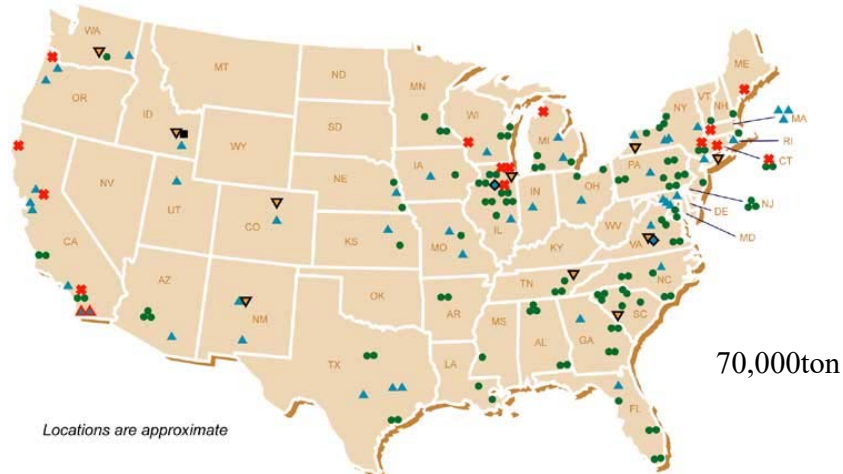 WA
MT
ND
MN
ME
OR
ID
SD
WI
MI
NY
VT
NH
MA
WY
RI
NV
NE
IA
PA
CT
UT
CO
IL
IN
OH
NJ
CA
KS
MO
WV
VA
DE
KY
MD
AZ
NM
OK
AR
TN
NC
SC
TX
LA
MS
AL
GA
FL
70,000ton
Locations are approximate